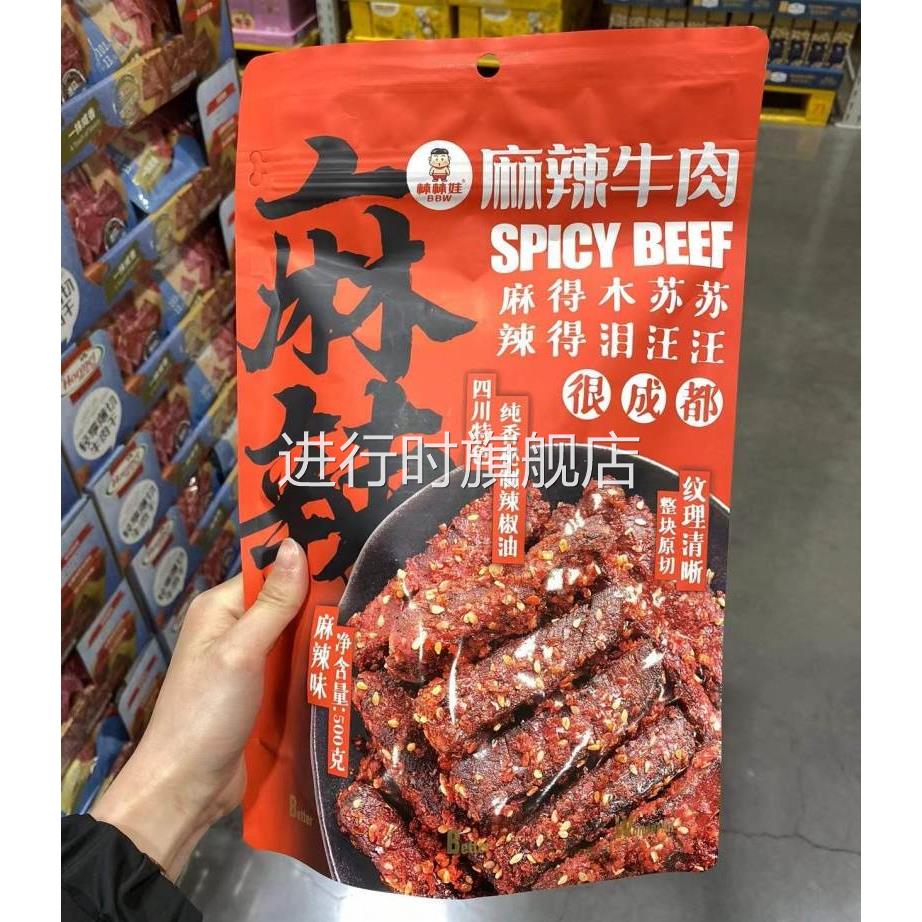 麻辣
棒棒娃
BBW
麻辣牛肉
SPICY BEEF
麻得木苏苏
辣得泪汪汪
很成都
四川特
纯香
辣椒油
进行时旗舰店
纹理清晰
整块原切
麻辣味
净含量:500克
Better
Better
Hormel